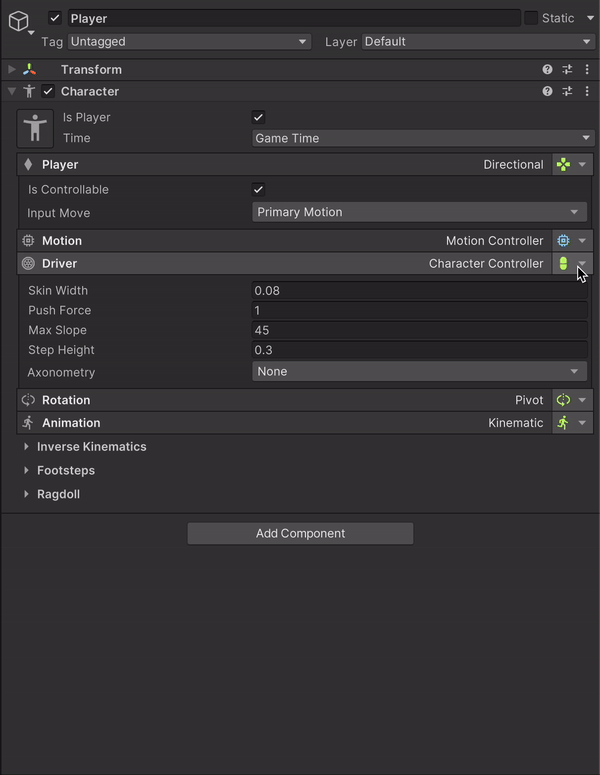 Player Static
Tag Untagged Layer Default
Transform
Character
Is Player
Time Game Time
Player Directional
Is Controllable
Input Move Primary Motion
Motion Motion Controller
Driver Character Controller
Skin Width 0.08
Push Force 1
Max Slope 45
Step Height 0.3
Axonometry None
Rotation Pivot
Animation Kinematic
Inverse Kinematics
Footsteps
Ragdoll
Add Component